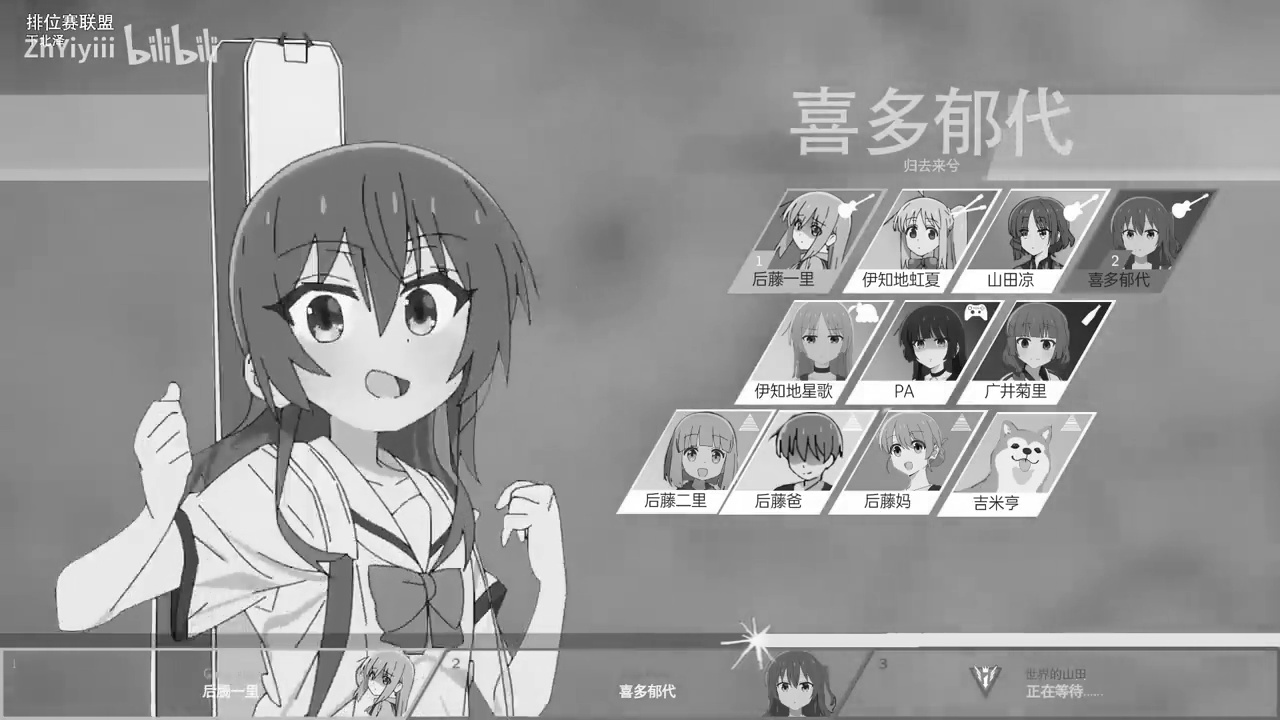 排位赛联盟
ZhYiyiii bilibili
喜多郁代
归去来兮
1
后藤一里
伊知地虹夏
山田凉
2
喜多郁代
伊知地星歌
PA
广井菊里
后藤二里
后藤爸
后藤妈
吉米亨
1
后藤一里
2
喜多郁代
3
世界的山田
正在等待……